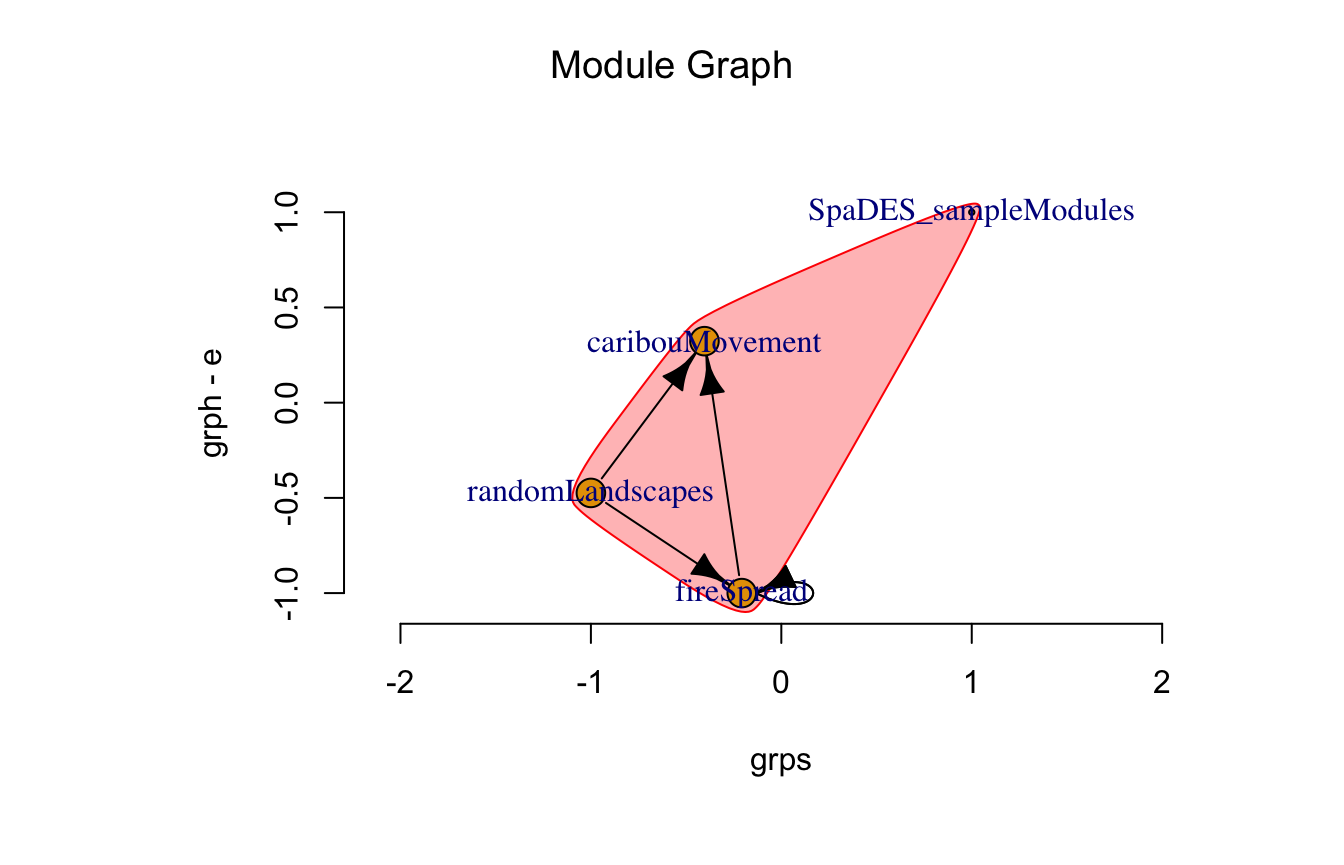 Module Graph
SpaDES_sampleModules
caribouMovement
randomLandscapes
fireSpread
grph - e
1.0
0.5
0.0
-0.5
-1.0
-2 -1 0 1 2
grps